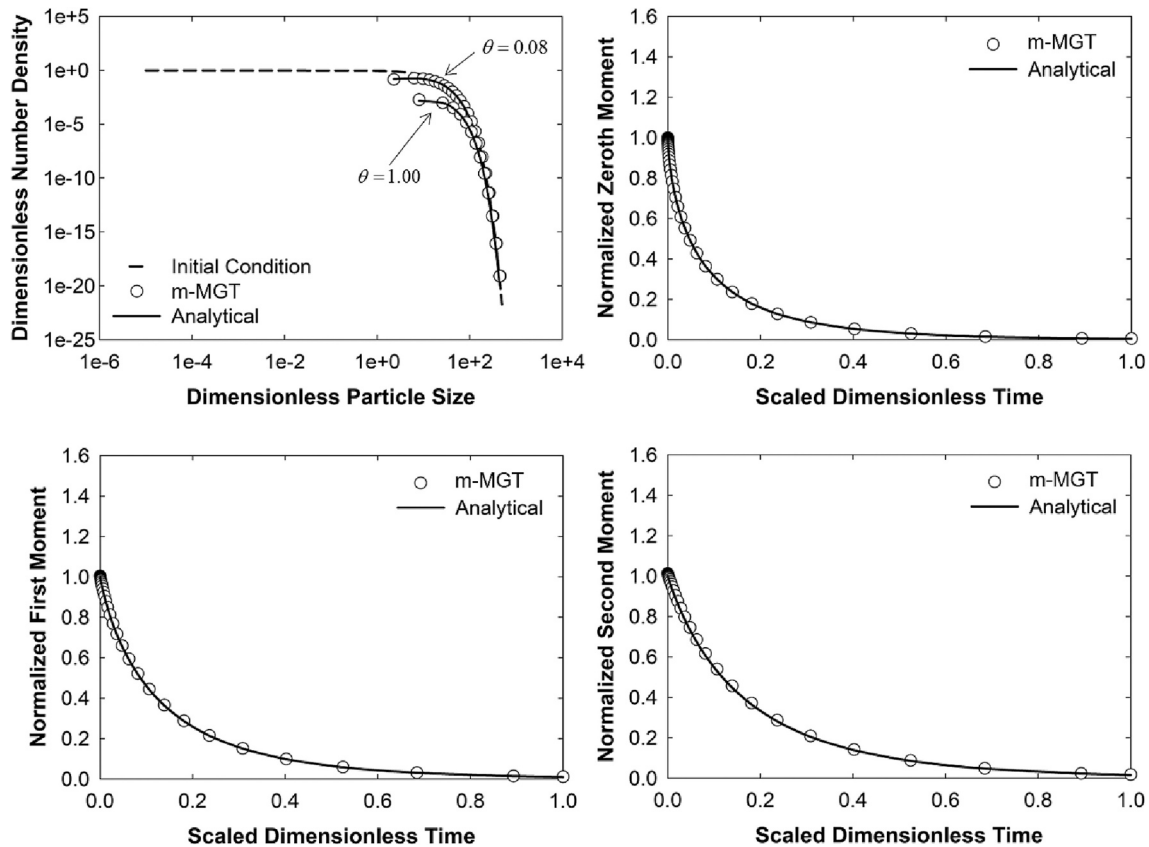 Dimensionless Number Density
1e+5
1e+0
1e-5
1e-10
1e-15
1e-20
1e-25
θ = 0.08
θ = 1.00
Initial Condition
m-MGT
Analytical
1e-6 1e-4 1e-2 1e+0 1e+2 1e+4
Dimensionless Particle Size
Normalized Zeroth Moment
1.6
1.4
1.2
1.0
0.8
0.6
0.4
0.2
0.0
m-MGT
Analytical
0.0 0.2 0.4 0.6 0.8 1.0
Scaled Dimensionless Time
Normalized First Moment
1.6
1.4
1.2
1.0
0.8
0.6
0.4
0.2
0.0
m-MGT
Analytical
0.0 0.2 0.4 0.6 0.8 1.0
Scaled Dimensionless Time
Normalized Second Moment
1.6
1.4
1.2
1.0
0.8
0.6
0.4
0.2
0.0
m-MGT
Analytical
0.0 0.2 0.4 0.6 0.8 1.0
Scaled Dimensionless Time